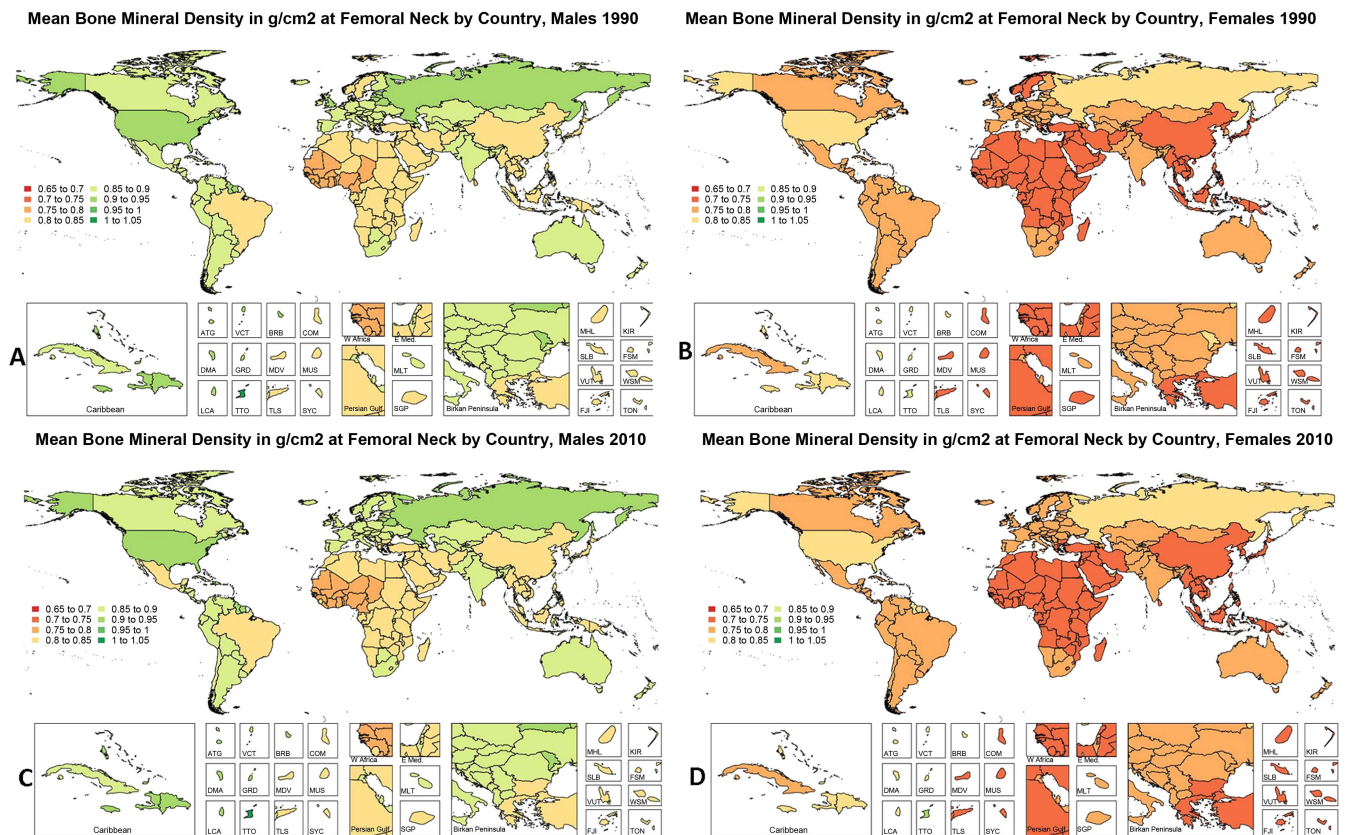 Mean Bone Mineral Density in g/cm2 at Femoral Neck by Country, Males 1990
0.65 to 0.7 0.85 to 0.9
0.7 to 0.75 0.9 to 0.95
0.75 to 0.8 0.95 to 1
0.8 to 0.85 1 to 1.05
A
Caribbean
ATG VCT BRB COM
DMA GRD MDV MUS
LCA TTO TLS SYC
W Africa E Med.
MLT
Persian Gulf SGP
Birkan Peninsula
MHL KIR
SLB FSM
VUT WSM
FJI TON
Mean Bone Mineral Density in g/cm2 at Femoral Neck by Country, Females 1990
0.65 to 0.7 0.85 to 0.9
0.7 to 0.75 0.9 to 0.95
0.75 to 0.8 0.95 to 1
0.8 to 0.85 1 to 1.05
B
Caribbean
ATG VCT BRB COM
DMA GRD MDV MUS
LCA TTO TLS SYC
W Africa E Med.
MLT
Persian Gulf SGP
Birkan Peninsula
MHL KIR
SLB FSM
VUT WSM
FJI TON
Mean Bone Mineral Density in g/cm2 at Femoral Neck by Country, Males 2010
0.65 to 0.7 0.85 to 0.9
0.7 to 0.75 0.9 to 0.95
0.75 to 0.8 0.95 to 1
0.8 to 0.85 1 to 1.05
C
Caribbean
ATG VCT BRB COM
DMA GRD MDV MUS
LCA TTO TLS SYC
W Africa E Med.
MLT
Persian Gulf SGP
Birkan Peninsula
MHL KIR
SLB FSM
VUT WSM
FJI TON
Mean Bone Mineral Density in g/cm2 at Femoral Neck by Country, Females 2010
0.65 to 0.7 0.85 to 0.9
0.7 to 0.75 0.9 to 0.95
0.75 to 0.8 0.95 to 1
0.8 to 0.85 1 to 1.05
D
Caribbean
ATG VCT BRB COM
DMA GRD MDV MUS
LCA TTO TLS SYC
W Africa E Med.
MLT
Persian Gulf SGP
Birkan Peninsula
MHL KIR
SLB FSM
VUT WSM
FJI TON